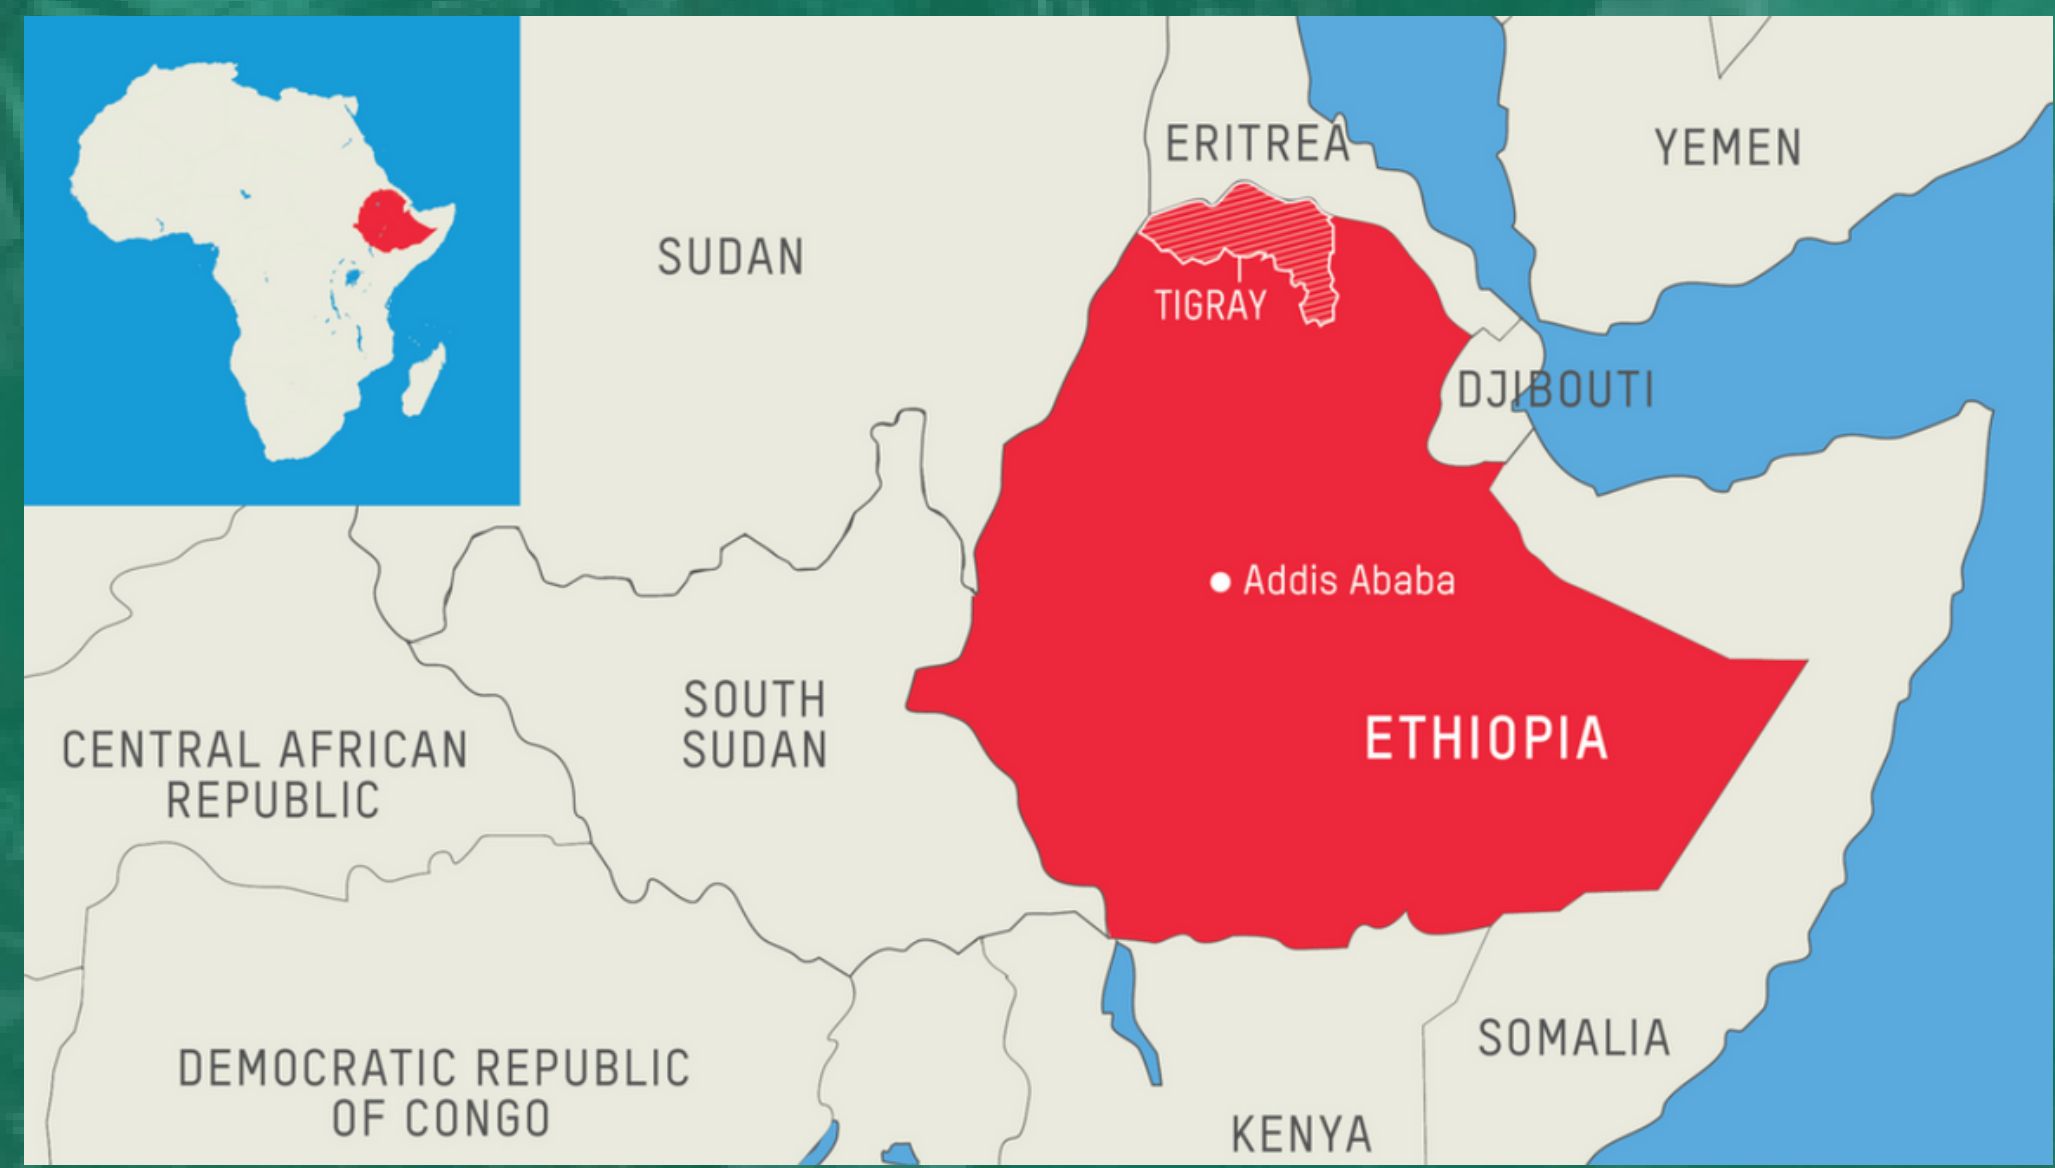 ERITREA
YEMEN
SUDAN
TIGRAY
DJIBOUTI
Addis Ababa
SOUTH
SUDAN
ETHIOPIA
CENTRAL AFRICAN
REPUBLIC
SOMALIA
DEMOCRATIC REPUBLIC
OF CONGO
KENYA